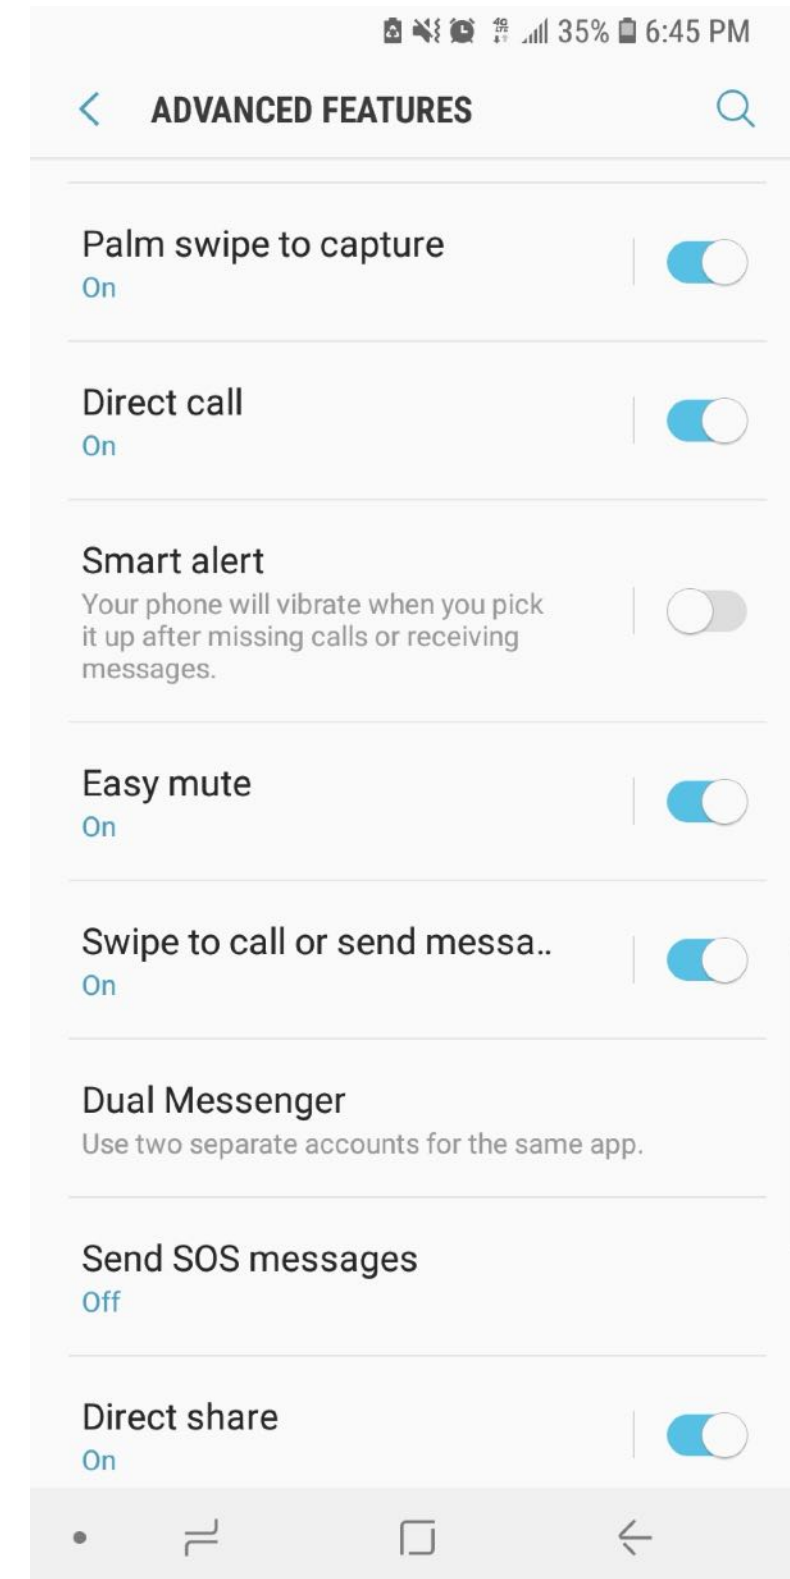 4G LTE 35% 6:45 PM
ADVANCED FEATURES
Palm swipe to capture
On
Direct call
On
Smart alert
Your phone will vibrate when you pick
it up after missing calls or receiving
messages.
Easy mute
On
Swipe to call or send messa..
On
Dual Messenger
Use two separate accounts for the same app.
Send SOS messages
Off
Direct share
On